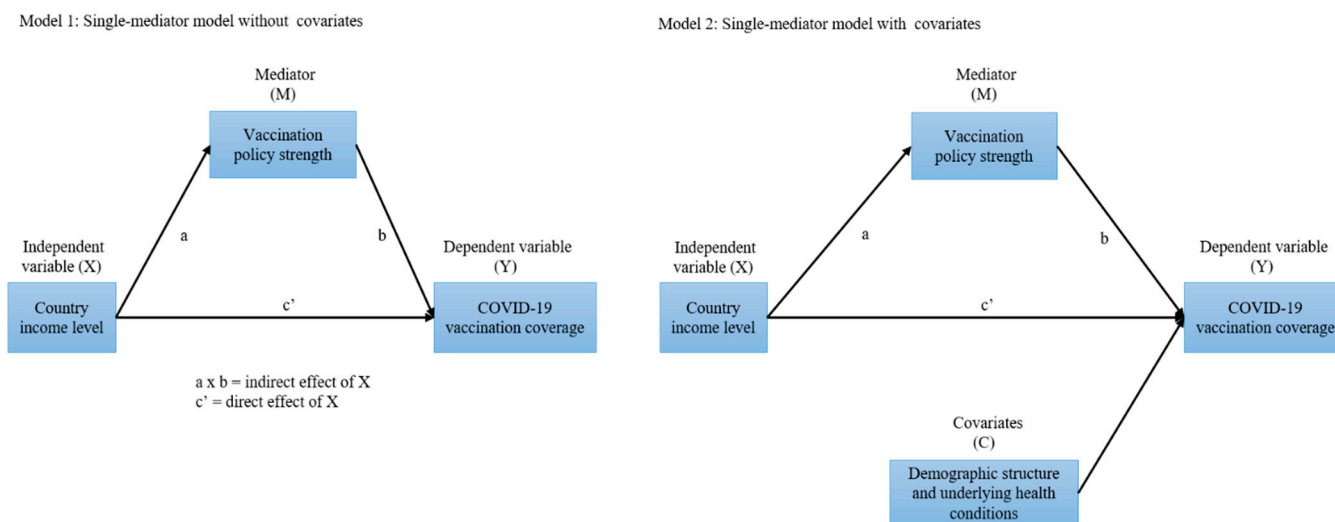 Model 1: Single-mediator model without  covariates
Mediator
(M)
Vaccination
policy strength
a
b
Independent
variable (X)
Country
income level
c’
Dependent variable
(Y)
COVID-19
vaccination coverage
a x b = indirect effect of X
c’ = direct effect of X
Model 2: Single-mediator model with  covariates
Mediator
(M)
Vaccination
policy strength
a
b
Independent
variable (X)
Country
income level
c’
Dependent variable
(Y)
COVID-19
vaccination coverage
Covariates
(C)
Demographic structure
and underlying health
conditions